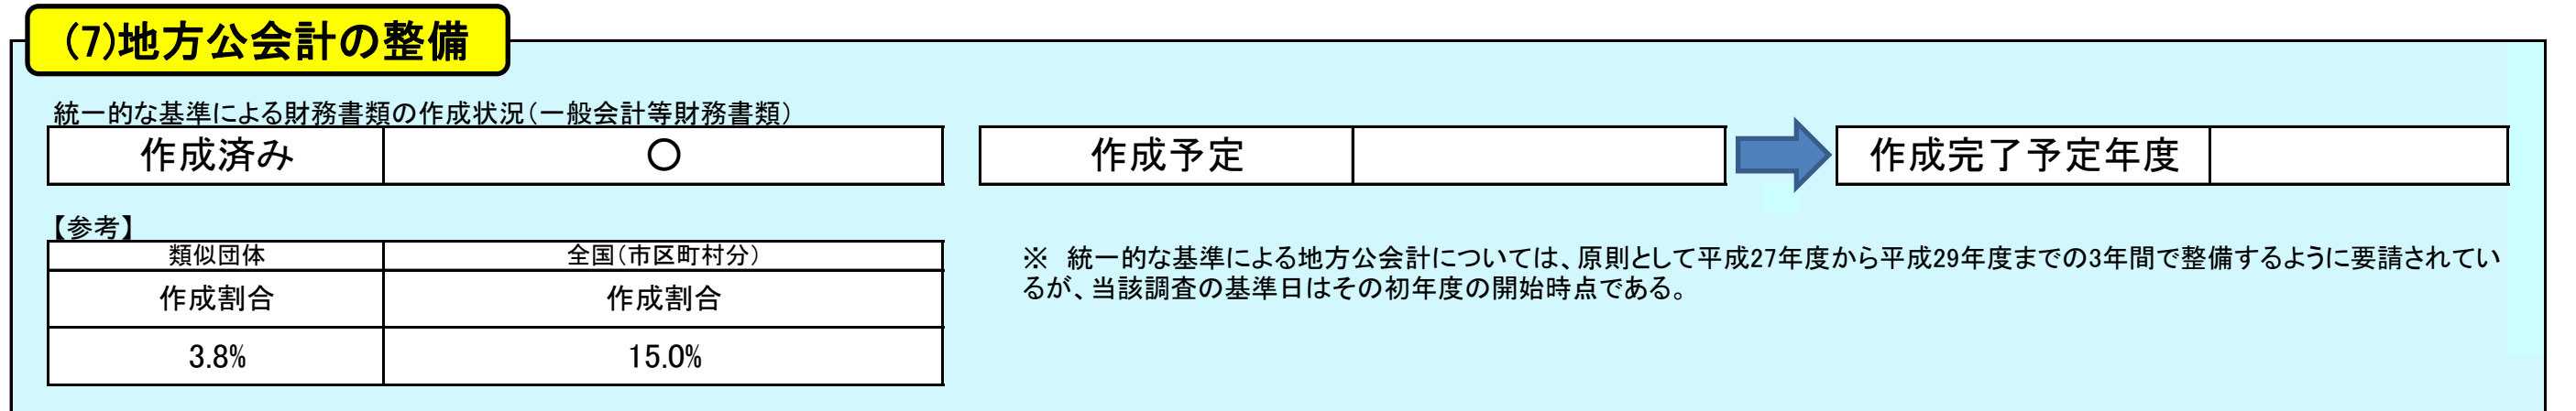 (7)地方公会計の整備
統一的な基準による財務書類の作成状況(一般会計等財務書類)
作成済み ○ 作成予定 作成完了予定年度
【参考】
類似団体 全国(市区町村分)
作成割合 作成割合
3.8% 15.0%
※ 統一的な基準による地方公会計については、原則として平成27年度から平成29年度までの3年間で整備するように要請されてい
るが、当該調査の基準日はその初年度の開始時点である。